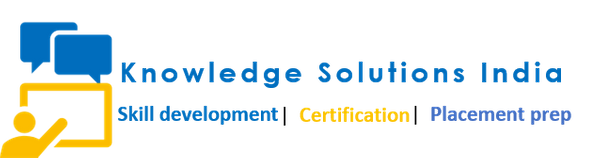 Knowledge Solutions India
Skill development | Certification | Placement prep